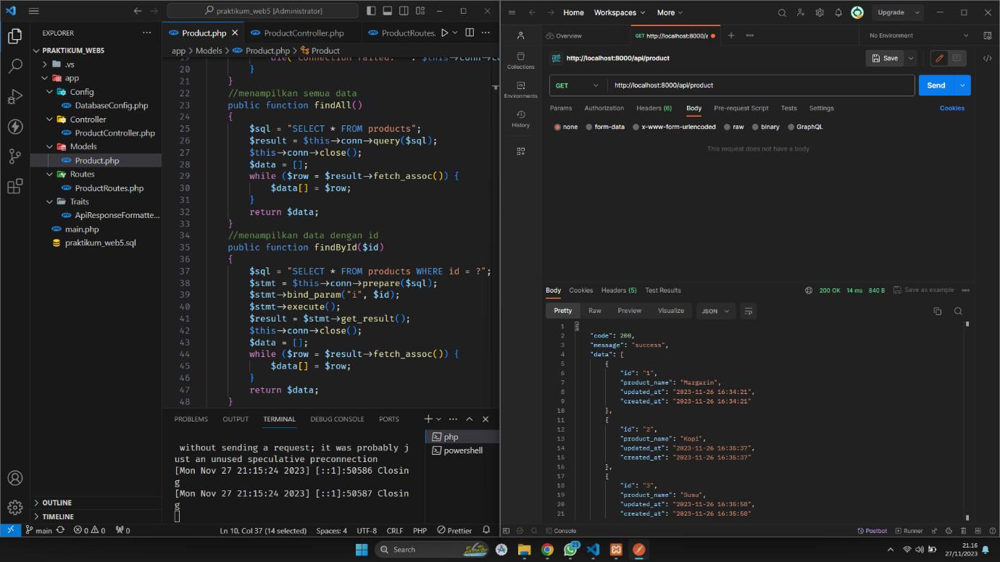 praktikum_web5 [Administrator]
EXPLORER
PRAKTIKUM_WEB5
.vs
app
Config
DatabaseConfig.php
Controller
ProductController.php
Models
Product.php
Routes
ProductRoutes.php
Traits
ApiResponseFormatte...
main.php
praktikum_web5.sql
OUTLINE
TIMELINE
Product.php
ProductController.php
ProductRoutes.
app > Models > Product.php > Product
19 die("Connection failed: " . $this->conn->co
20 }
21 }
22 //menampilkan semua data
23 public function findAll()
24 {
25 $sql = "SELECT * FROM products";
26 $result = $this->conn->query($sql);
27 $this->conn->close();
28 $data = [];
29 while ($row = $result->fetch_assoc()) {
30 $data[] = $row;
31 }
32 return $data;
33 }
34 //menampilkan data dengan id
35 public function findById($id)
36 {
37 $sql = "SELECT * FROM products WHERE id = ?";
38 $stmt = $this->conn->prepare($sql);
39 $stmt->bind_param("i", $id);
40 $stmt->execute();
41 $result = $stmt->get_result();
42 $this->conn->close();
43 $data = [];
44 while ($row = $result->fetch_assoc()) {
45 $data[] = $row;
46 }
47 return $data;
48 }
PROBLEMS OUTPUT TERMINAL DEBUG CONSOLE PORTS
without sending a request; it was probably j
ust an unused speculative preconnection
[Mon Nov 27 21:15:24 2023] [::1]:50586 Closin
g
[Mon Nov 27 21:15:24 2023] [::1]:50587 Closin
g
php
powershell
main 0 0 0 Ln 10, Col 37 (14 selected) Spaces: 4 UTF-8 CRLF PHP Prettier
Home Workspaces More Upgrade
Overview GET http://localhost:8000/a No Environment
Collections
Environments
History
http://localhost:8000/api/product Save
GET http://localhost:8000/api/product Send
Params Authorization Headers (6) Body Pre-request Script Tests Settings Cookies
none form-data x-www-form-urlencoded raw binary GraphQL
This request does not have a body
Body Cookies Headers (5) Test Results 200 OK 14 ms 840 B Save as example
Pretty Raw Preview Visualize JSON
1 {
2 "code": 200,
3 "message": "success",
4 "data": [
5 {
6 "id": "1",
7 "product_name": "Margarin",
8 "updated_at": "2023-11-26 16:34:21",
9 "created_at": "2023-11-26 16:34:21"
10 },
11 {
12 "id": "2",
13 "product_name": "Kopi",
14 "updated_at": "2023-11-26 16:35:37",
15 "created_at": "2023-11-26 16:35:37"
16 },
17 {
18 "id": "3",
19 "product_name": "Susu",
20 "updated_at": "2023-11-26 16:35:58",
21 "created_at": "2023-11-26 16:35:58"
Console Postbot Runner
Search
23
21.16
27/11/2023